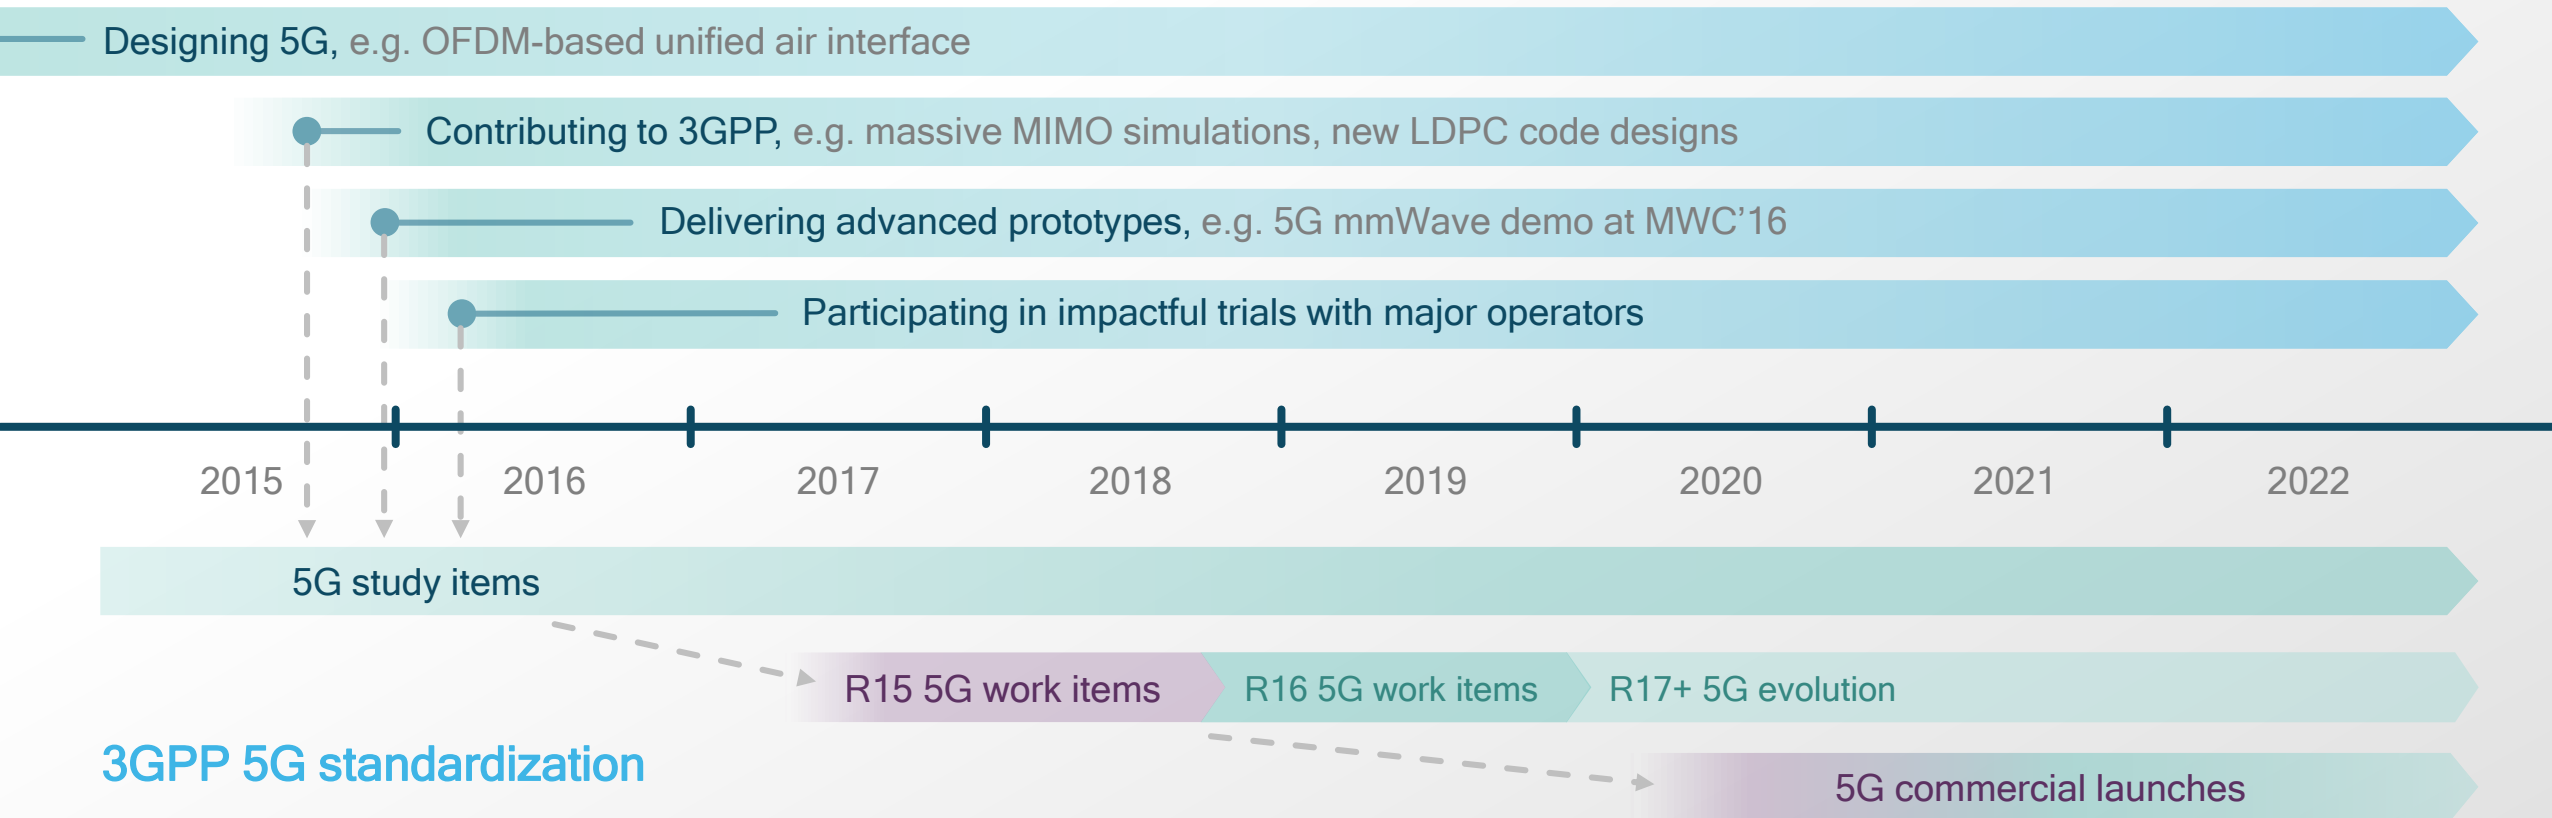 Designing 5G, e.g. OFDM-based unified air interface
Contributing to 3GPP, e.g. massive MIMO simulations, new LDPC code designs
Delivering advanced prototypes, e.g. 5G mmWave demo at MWC’16
Participating in impactful trials with major operators
2015 2016 2017 2018 2019 2020 2021 2022
5G study items
R15 5G work items R16 5G work items R17+ 5G evolution
3GPP 5G standardization
5G commercial launches